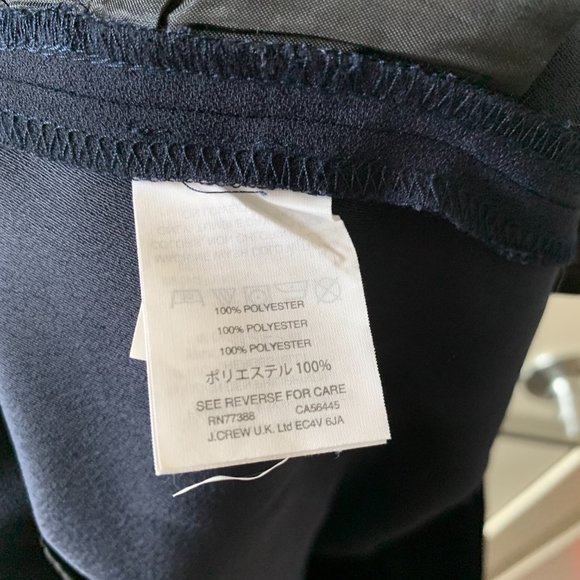 100% POLYESTER
100% POLYESTER
100% POLYESTER
ポリエステル 100%
SEE REVERSE FOR CARE
RN77388 CA56445
J.CREW U.K. Ltd EC4V 6JA